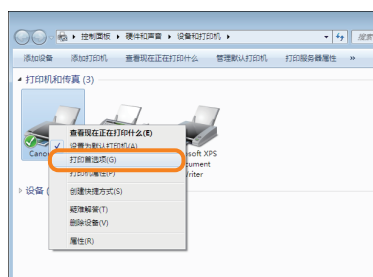 控制面板 ▸ 硬件和声音 ▸ 设备和打印机 ▸
搜索
添加设备 添加打印机 查看现在正在打印什么 管理默认打印机 打印服务器属性 »
打印机和传真 (3)
Canon
soft XPS
cument
Writer
查看现在正在打印什么(E)
设置为默认打印机(A)
打印首选项(G)
打印机属性(P)
创建快捷方式(S)
疑难解答(T)
删除设备(V)
属性(R)
设备 (